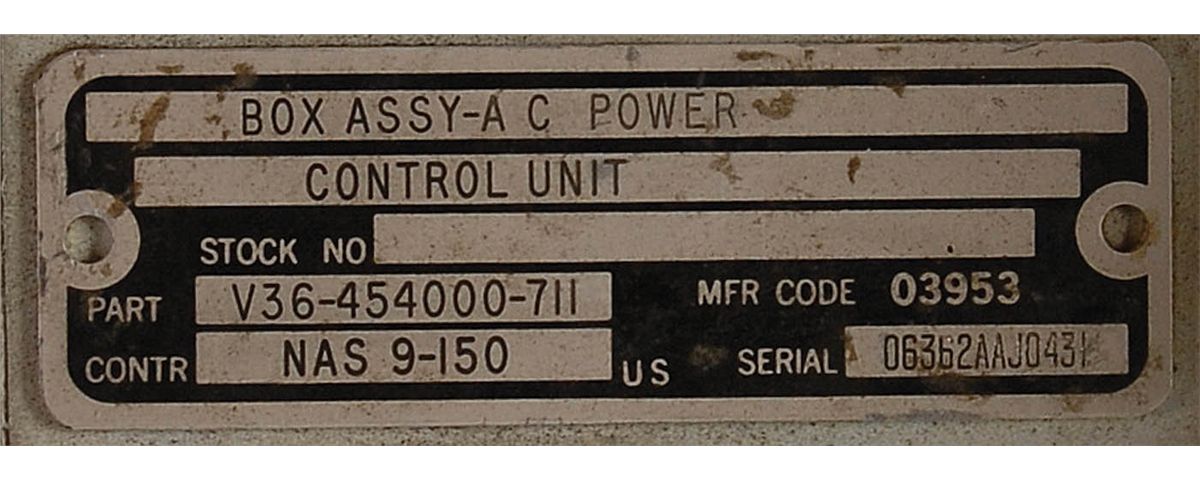 BOX ASSY-A C POWER
CONTROL UNIT
STOCK NO
PART V36-454000-711 MFR CODE 03953
CONTR NAS 9-150 US SERIAL